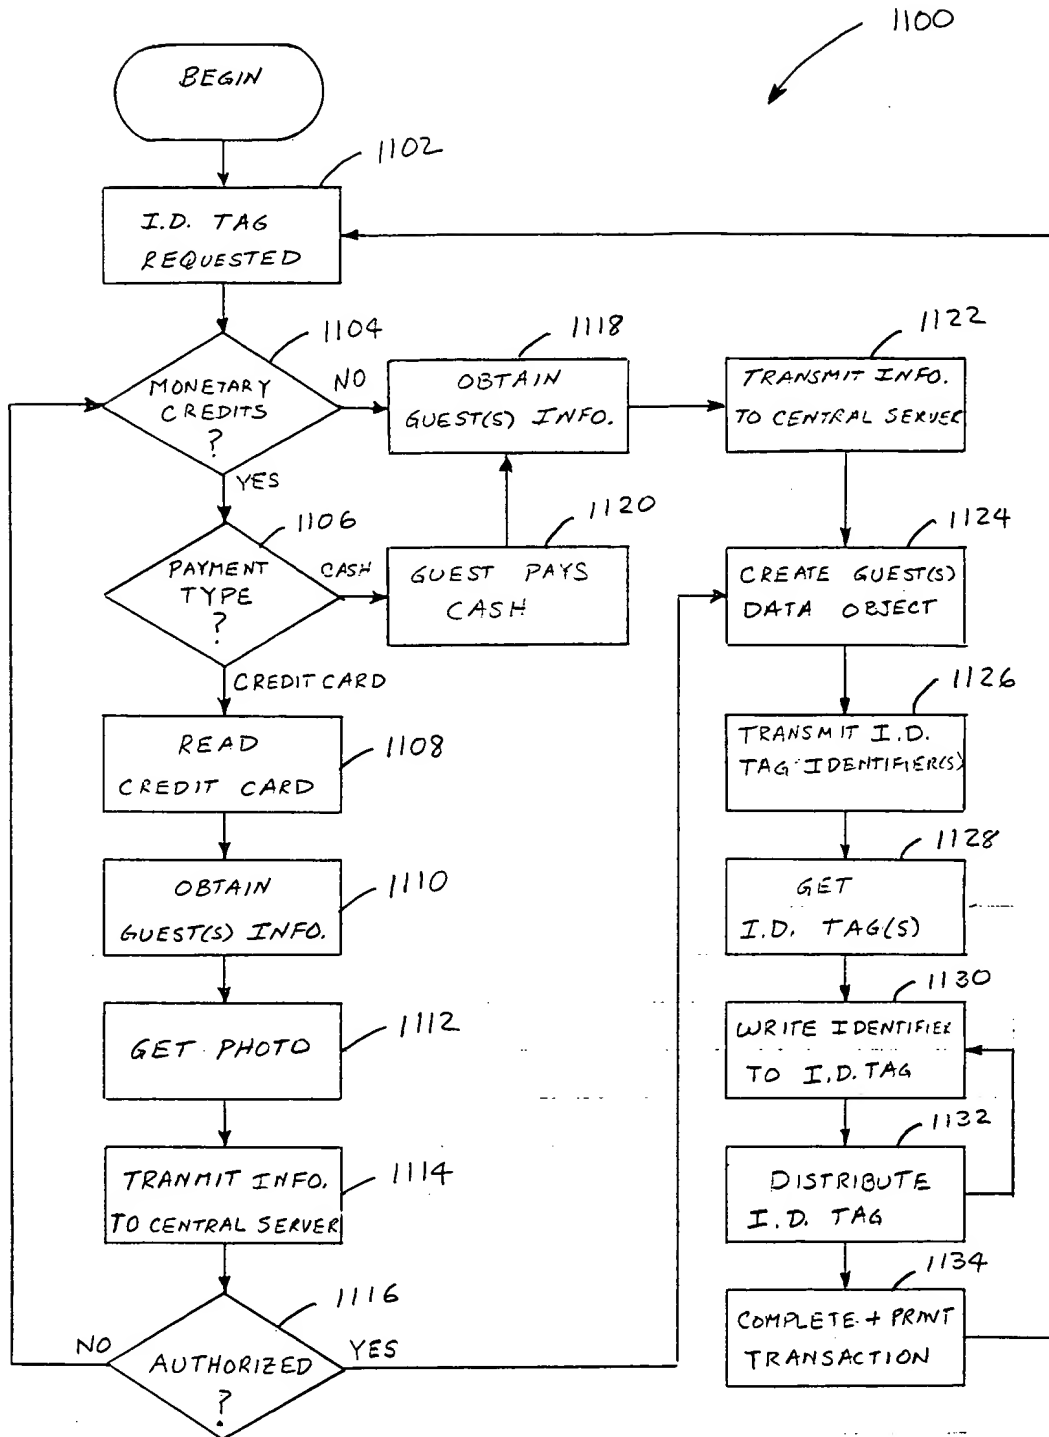 1100
BEGIN
1102
I.D. TAG
REQUESTED
1104
MONETARY
CREDITS
?
NO
YES
1118
OBTAIN
GUEST(S) INFO.
1122
TRANSMIT INFO.
TO CENTRAL SERVER
1106
PAYMENT
TYPE
?
CASH
CREDIT CARD
1120
GUEST PAYS
CASH
1124
CREATE GUEST(S)
DATA OBJECT
1108
READ
CREDIT CARD
1126
TRANSMIT I.D.
TAG IDENTIFIER(S)
1110
OBTAIN
GUEST(S) INFO.
1128
GET
I.D. TAG(S)
1112
GET PHOTO
1130
WRITE IDENTIFIER
TO I.D. TAG
1114
TRANMIT INFO.
TO CENTRAL SERVER
1132
DISTRIBUTE
I.D. TAG
1116
AUTHORIZED
?
NO
YES
1134
COMPLETE + PRINT
TRANSACTION